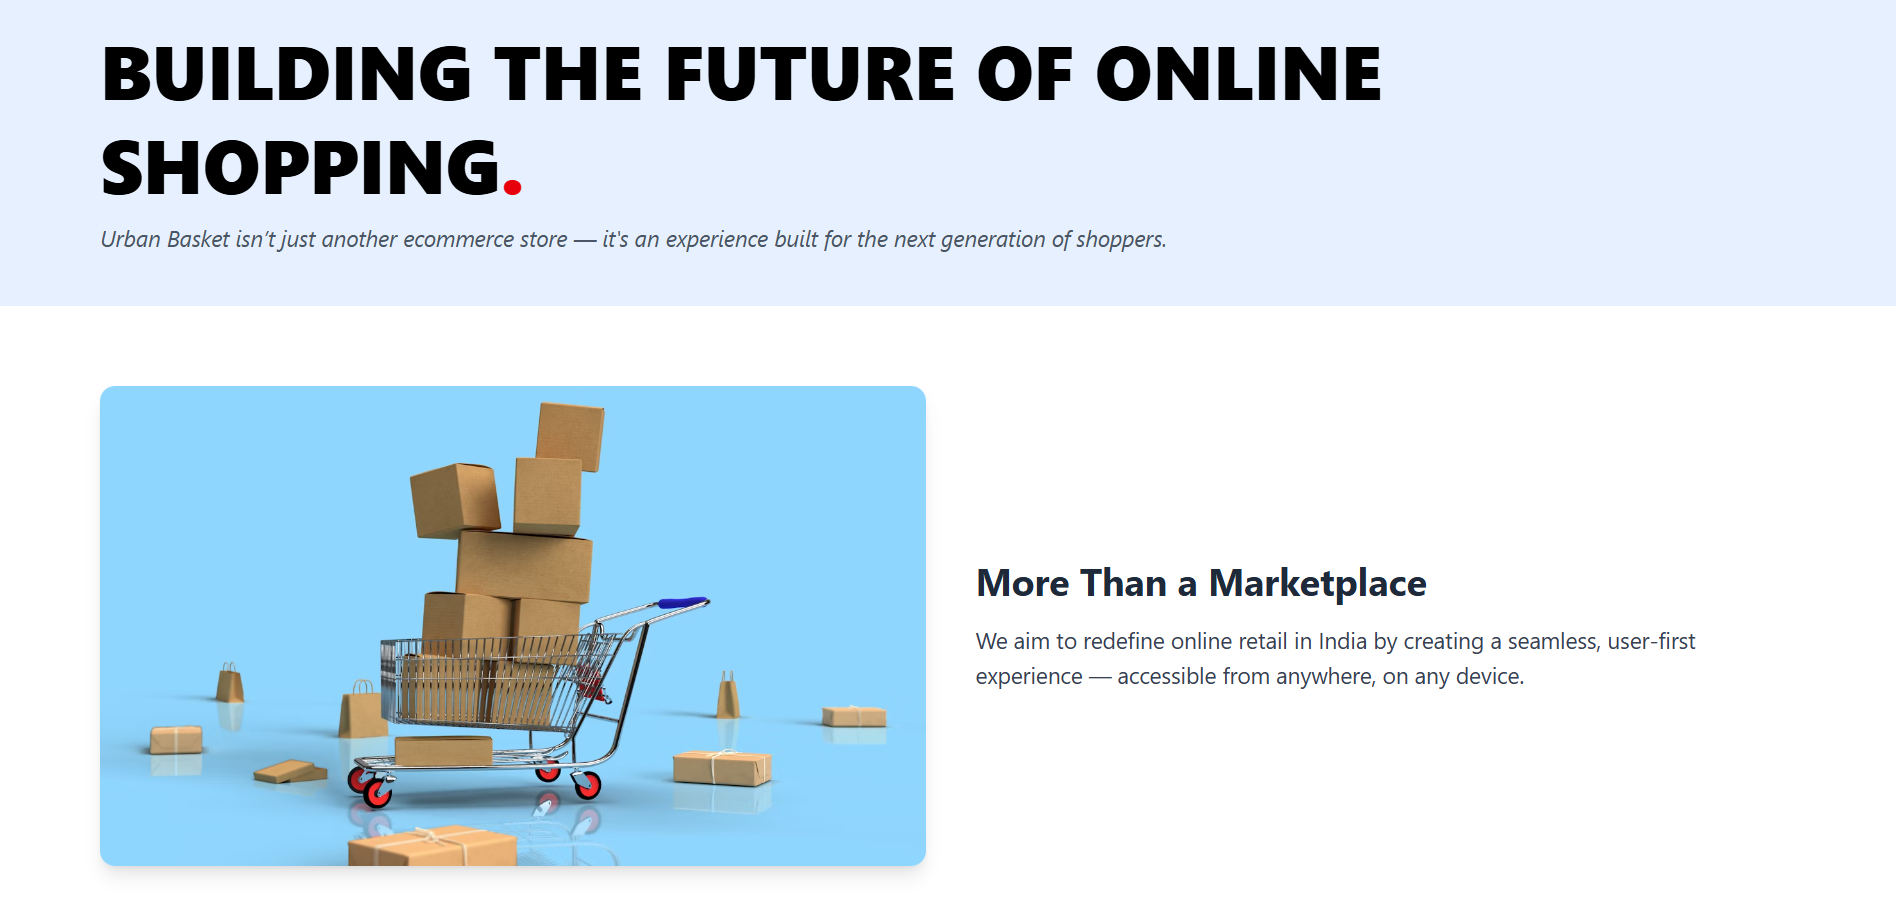 BUILDING THE FUTURE OF ONLINE
SHOPPING.
Urban Basket isn’t just another ecommerce store — it's an experience built for the next generation of shoppers.
More Than a Marketplace
We aim to redefine online retail in India by creating a seamless, user-first
experience — accessible from anywhere, on any device.